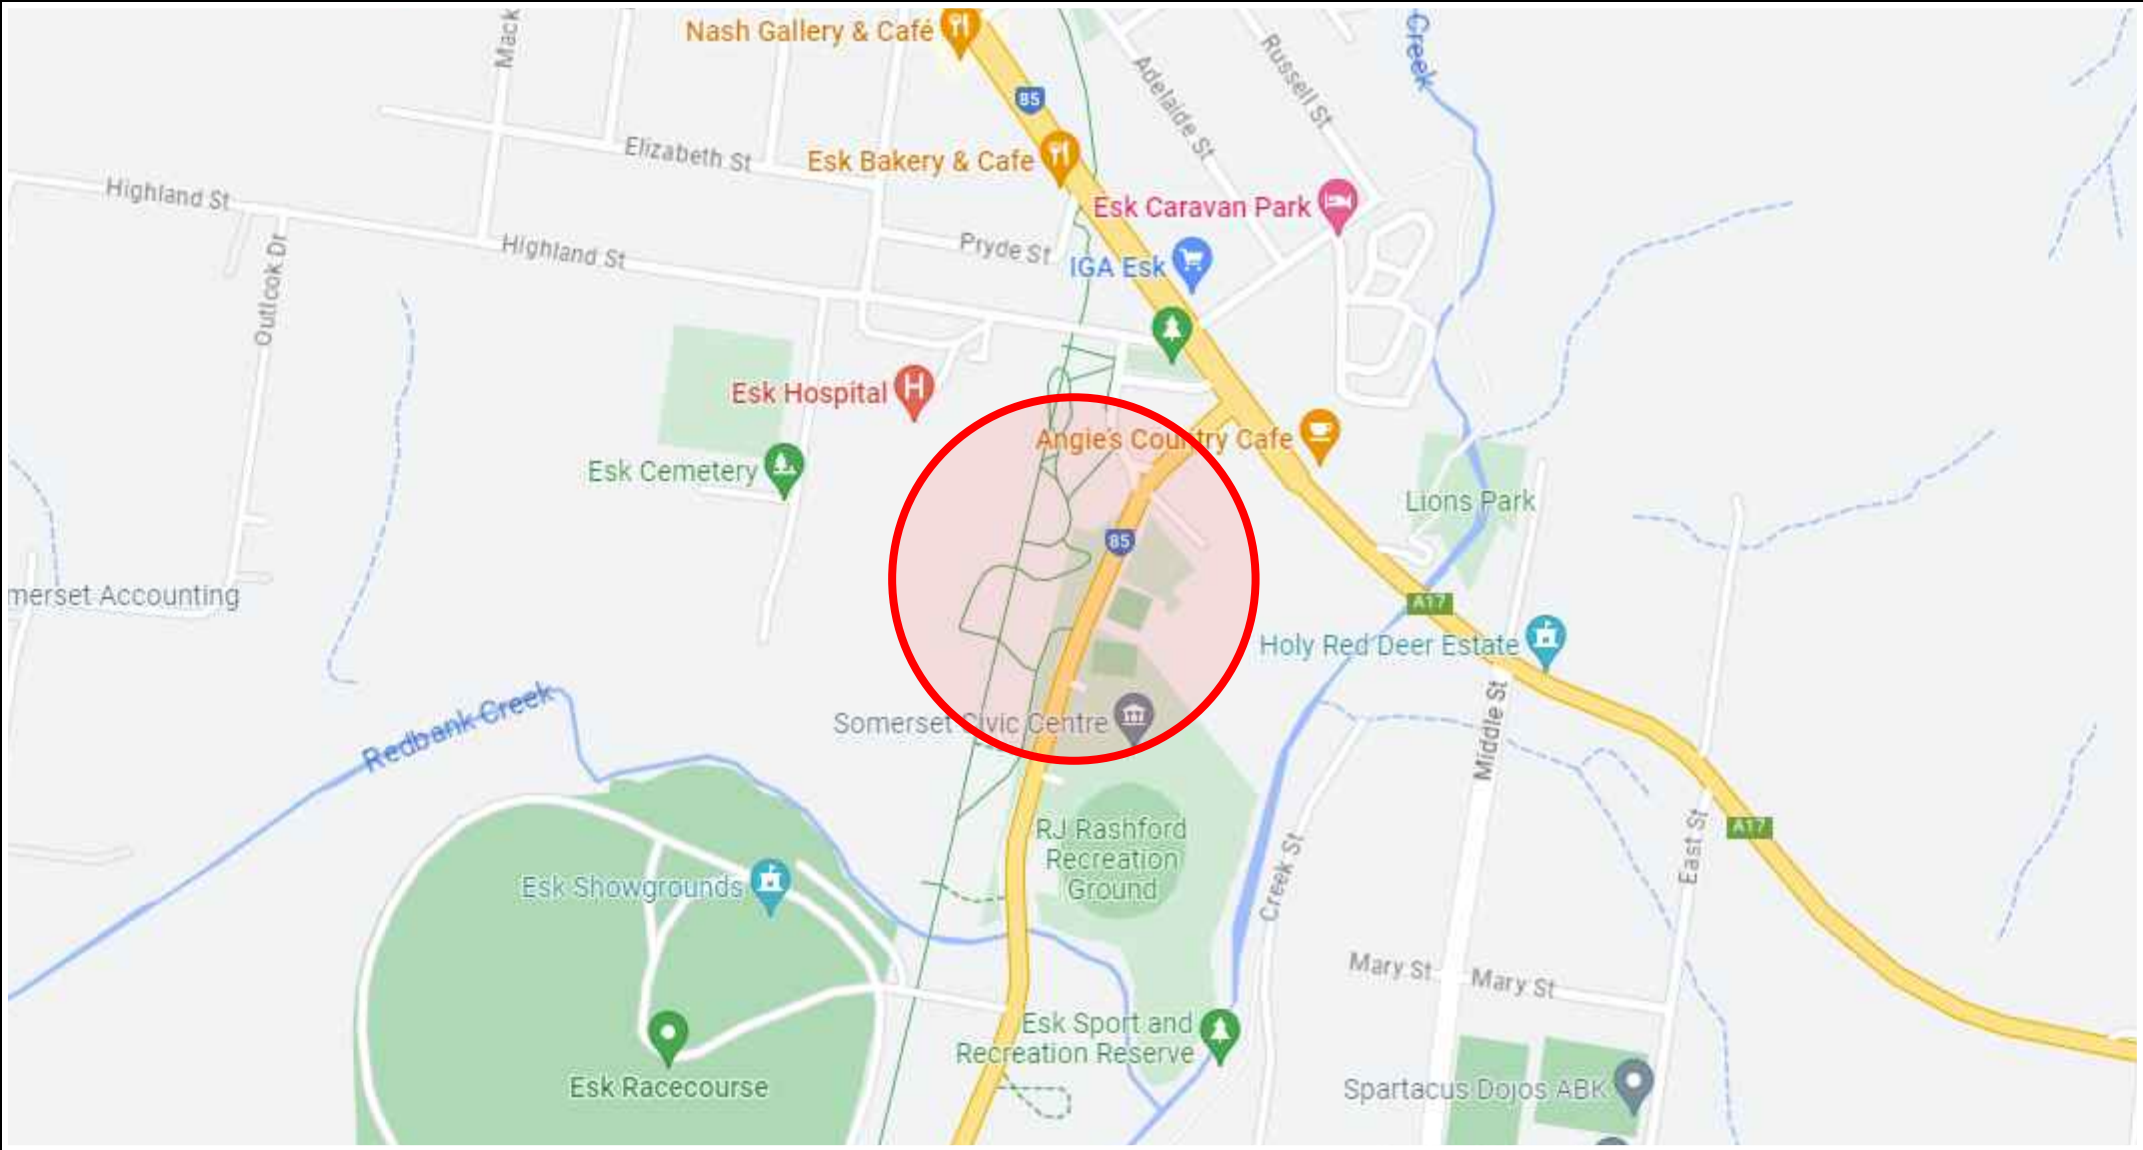 Nash Gallery & Café
Mack
Creek
85
Adelaide St
Russell St
Elizabeth St
Esk Bakery & Cafe
Highland St
Esk Caravan Park
Outlook Dr
Highland St
Pryde St
IGA Esk
Esk Hospital
H
Angie's Country Cafe
Esk Cemetery
Lions Park
85
merset Accounting
A17
Holy Red Deer Estate
Redbank Creek
Somerset Civic Centre
Middle St
RJ Rashford
Recreation
Ground
A17
East St
Esk Showgrounds
Creek St
Mary St
Mary St
Esk Sport and
Recreation Reserve
Esk Racecourse
Spartacus Dojos ABK